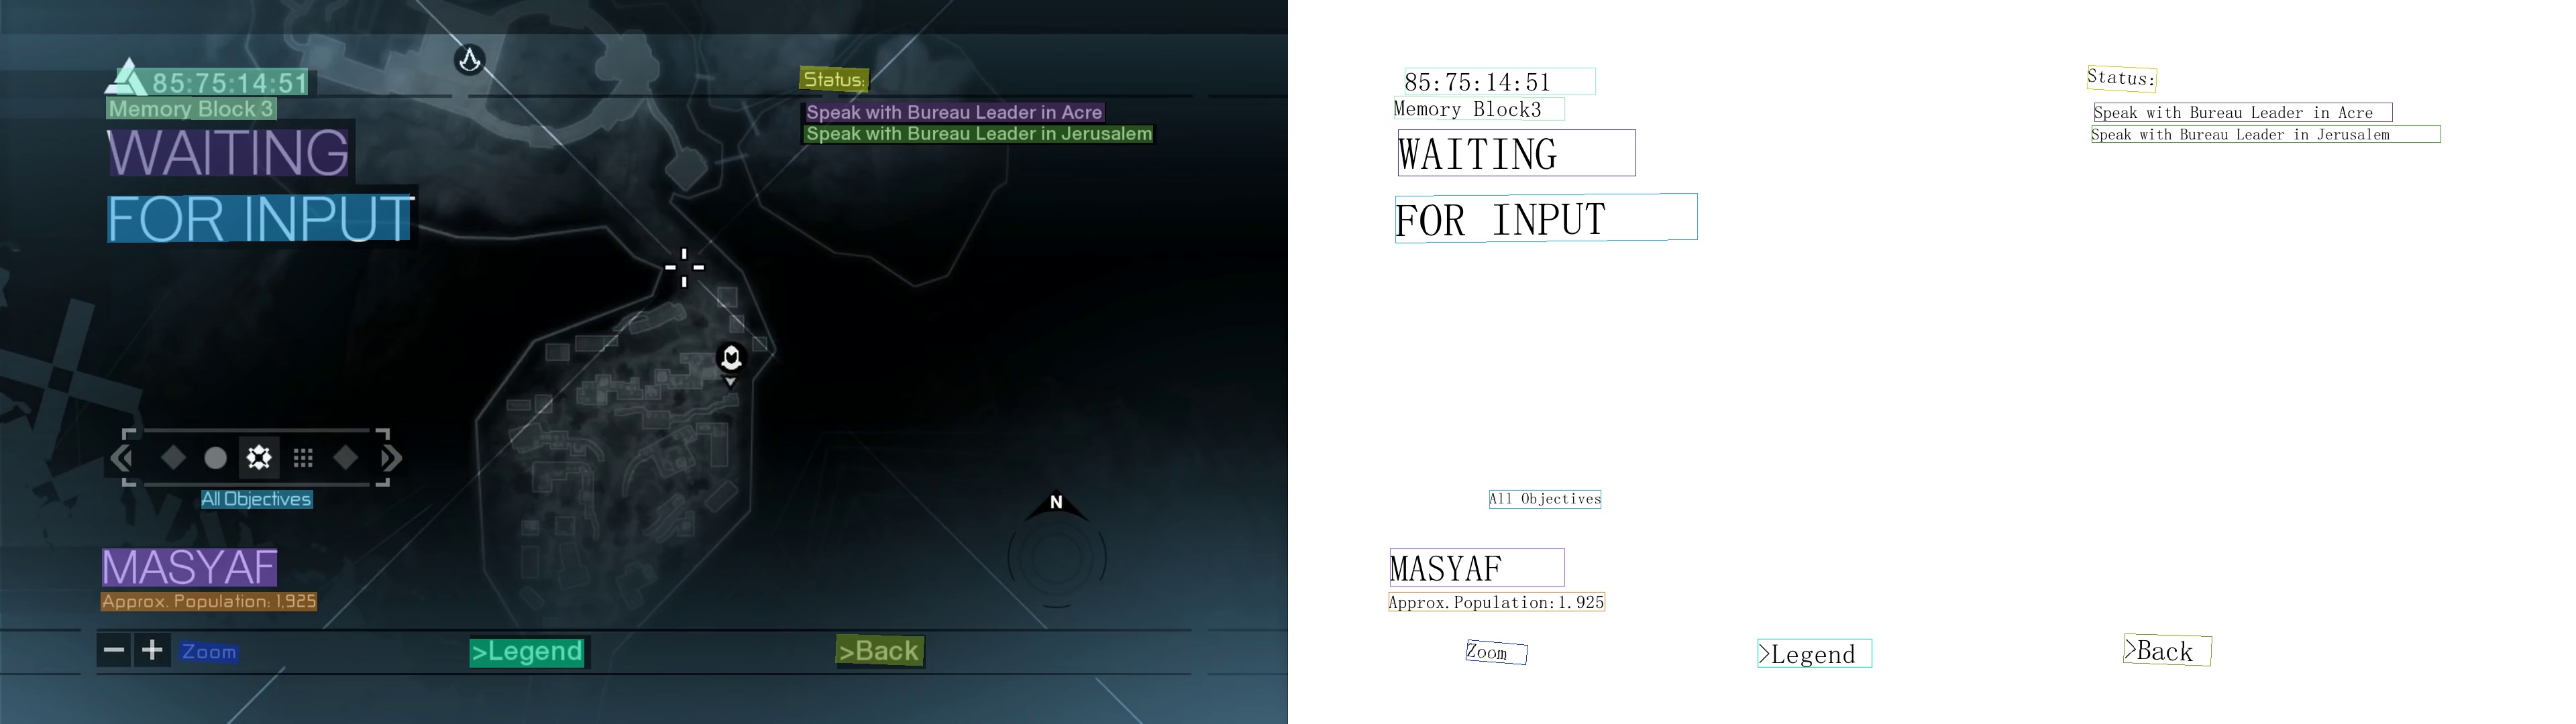 85:75:14:51
Memory Block 3
WAITING
FOR INPUT
Status:
Speak with Bureau Leader in Acre
Speak with Bureau Leader in Jerusalem
All Objectives
N
MASYAF
Approx. Population: 1,925
Zoom
>Legend
>Back
85:75:14:51
Memory Block3
WAITING
FOR INPUT
Status:
Speak with Bureau Leader in Acre
Speak with Bureau Leader in Jerusalem
All Objectives
MASYAF
Approx.Population:1.925
Zoom
>Legend
>Back